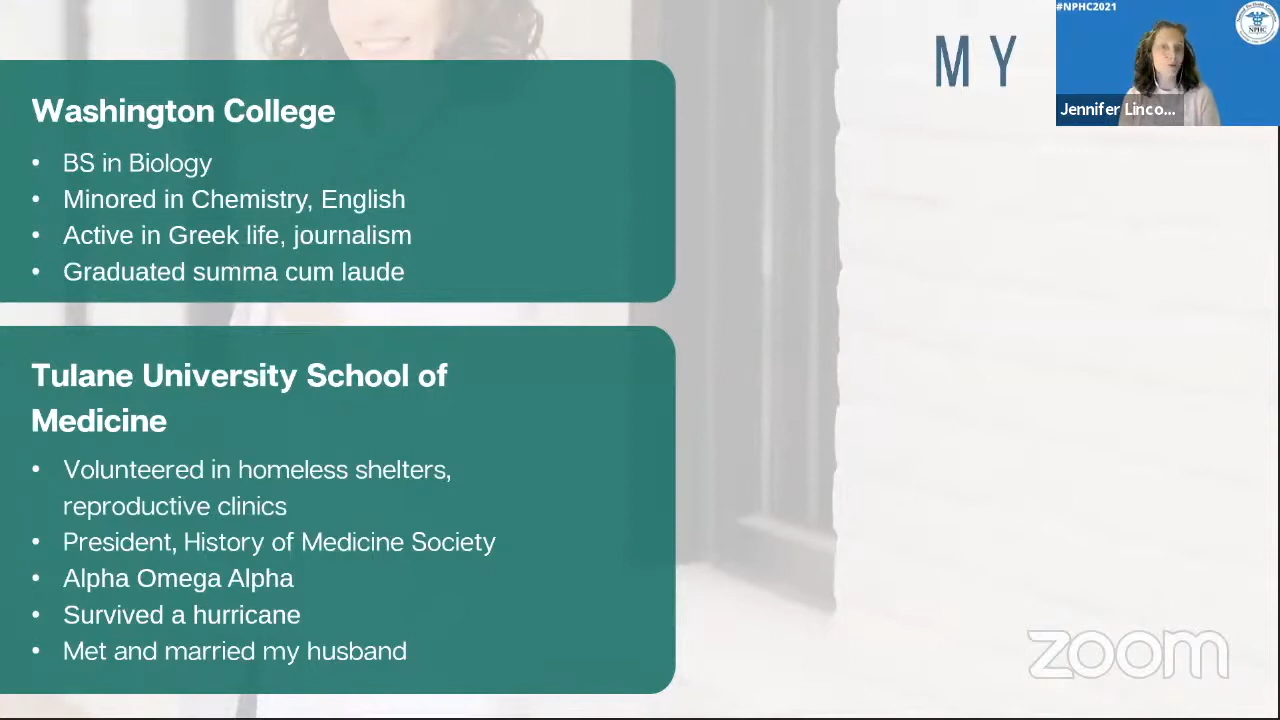 Washington College
• BS in Biology
• Minored in Chemistry, English
• Active in Greek life, journalism
• Graduated summa cum laude
Tulane University School of
Medicine
• Volunteered in homeless shelters,
reproductive clinics
• President, History of Medicine Society
• Alpha Omega Alpha
• Survived a hurricane
• Met and married my husband
MY
#NPHC2021
NPHC
Jennifer Linco...
zoom